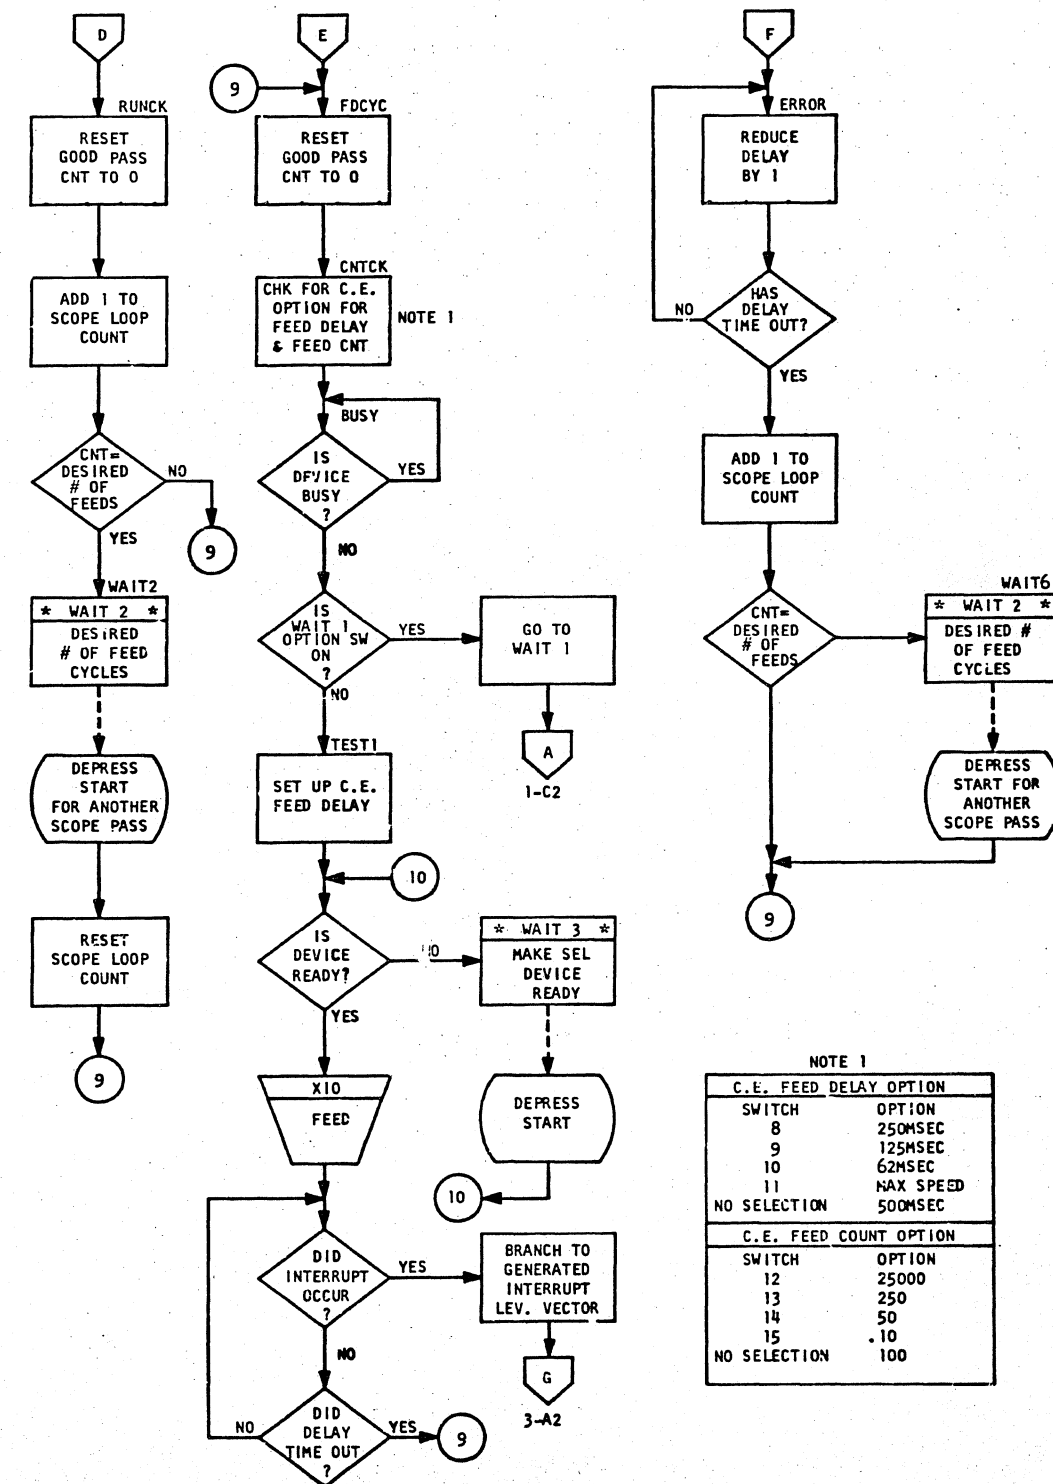 D
RUNCK
RESET
GOOD PASS
CNT TO 0
ADD 1 TO
SCOPE LOOP
COUNT
CNT=
DESIRED
# OF
FEEDS
NO
9
YES
WAIT2
* WAIT 2 *
DESIRED
# OF FEED
CYCLES
DEPRESS
START
FOR ANOTHER
SCOPE PASS
RESET
SCOPE LOOP
COUNT
9
E
9
FDCYC
RESET
GOOD PASS
CNT TO 0
CNTCK
CHK FOR C.E.
OPTION FOR
FEED DELAY
& FEED CNT
NOTE 1
BUSY
IS
DEVICE
BUSY
?
YES
NO
IS
WAIT 1
OPTION SW
ON
?
YES
GO TO
WAIT 1
A
1-C2
NO
TEST1
SET UP C.E.
FEED DELAY
10
IS
DEVICE
READY?
NO
* WAIT 3 *
MAKE SEL
DEVICE
READY
DEPRESS
START
10
YES
XIO
FEED
DID
INTERRUPT
OCCUR
?
YES
BRANCH TO
GENERATED
INTERRUPT
LEV. VECTOR
G
3-A2
NO
DID
DELAY
TIME OUT
?
NO
YES
9
F
ERROR
REDUCE
DELAY
BY 1
HAS
DELAY
TIME OUT?
NO
YES
ADD 1 TO
SCOPE LOOP
COUNT
CNT=
DESIRED
# OF
FEEDS
WAIT6
* WAIT 2 *
DESIRED #
OF FEED
CYCLES
DEPRESS
START FOR
ANOTHER
SCOPE PASS
9
NOTE 1
C.E. FEED DELAY OPTION
SWITCH OPTION
8 250MSEC
9 125MSEC
10 62MSEC
11 MAX SPEED
NO SELECTION 500MSEC
C.E. FEED COUNT OPTION
SWITCH OPTION
12 25000
13 250
14 50
15 .10
NO SELECTION 100